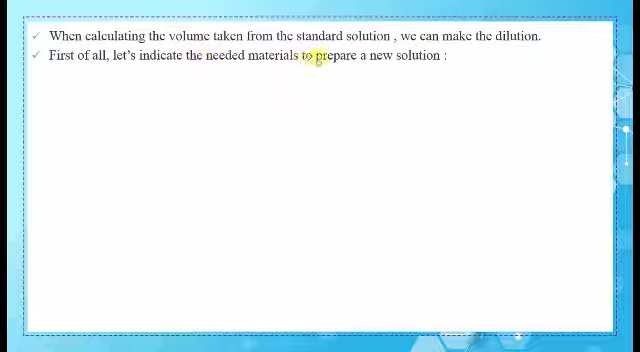 When calculating the volume taken from the standard solution , we can make the dilution.
First of all, let's indicate the needed materials to prepare a new solution :